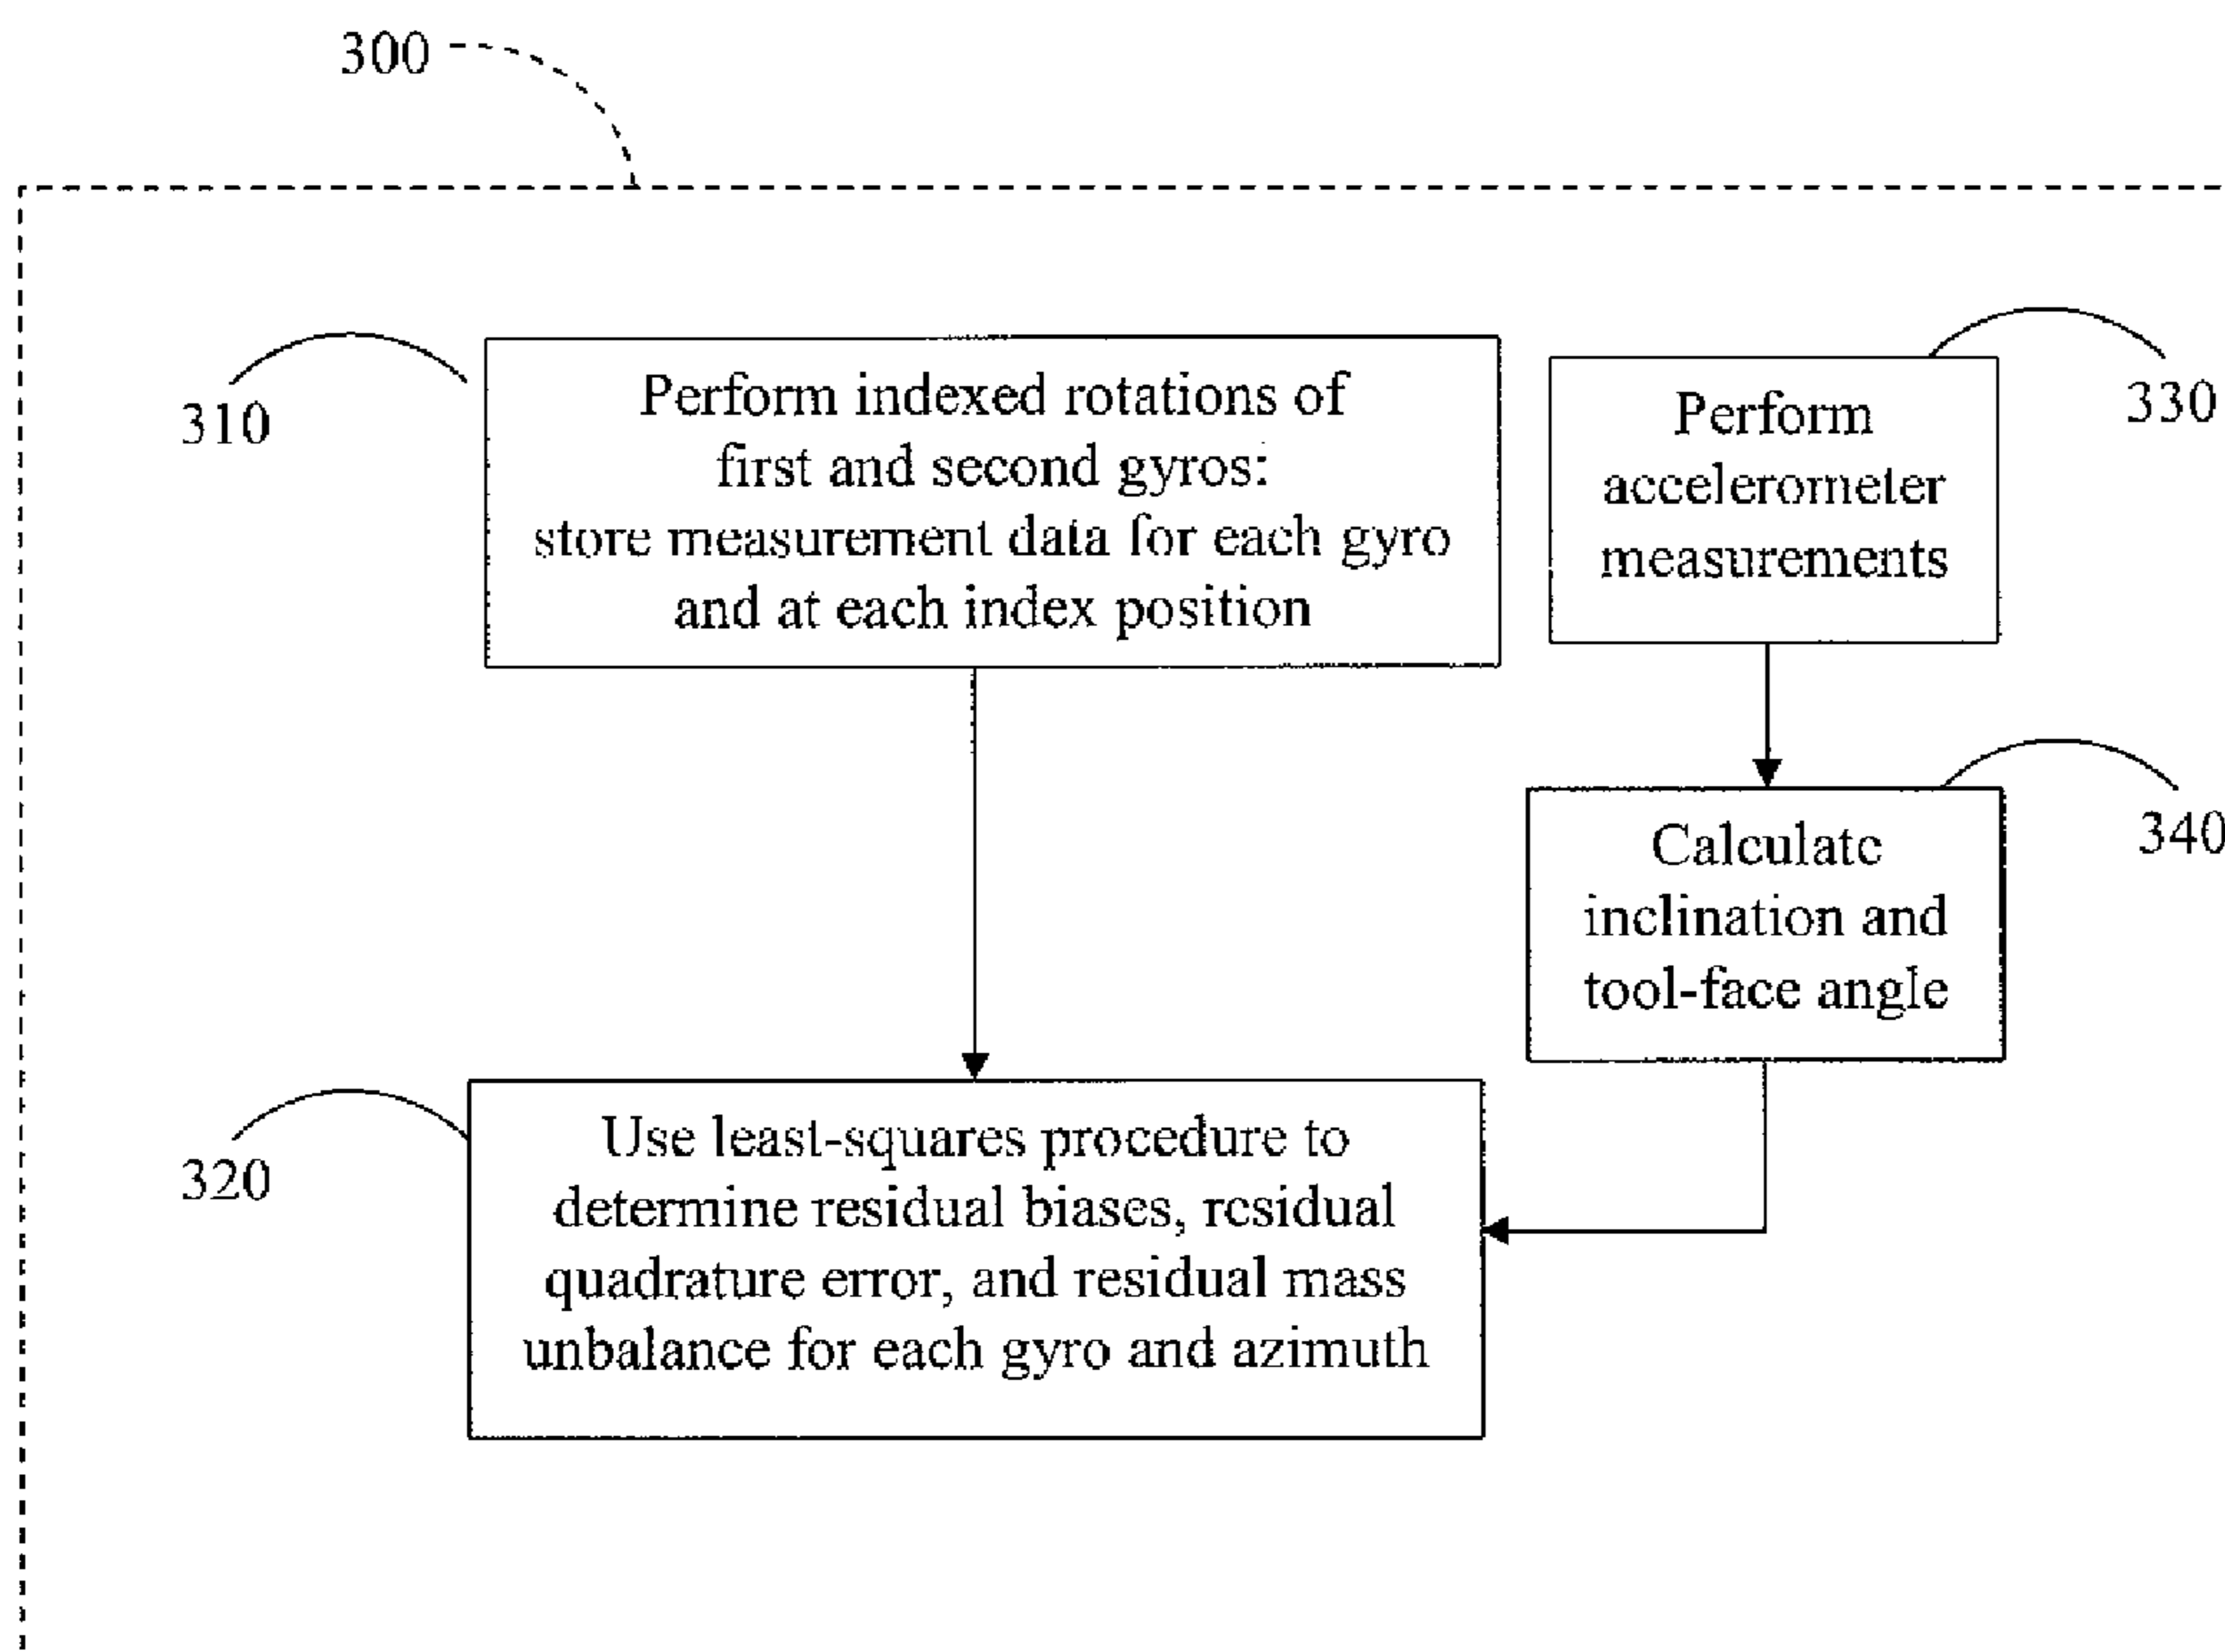 300
310
Perform indexed rotations of
first and second gyros:
store measurement data for each gyro
and at each index position
330
Perform
accelerometer
measurements
340
Calculate
inclination and
tool-face angle
320
Use least-squares procedure to
determine residual biases, residual
quadrature error, and residual mass
unbalance for each gyro and azimuth